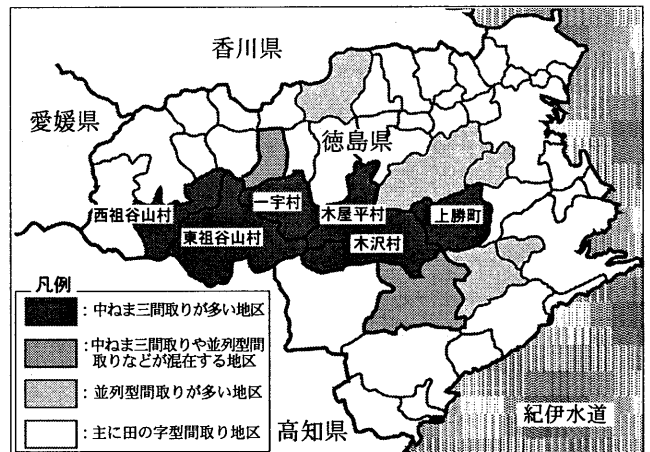 香川県
愛媛県
徳島県
西祖谷山村
一宇村
木屋平村
上勝町
東祖谷山村
木沢村
凡例
：中ねま三間取りが多い地区
：中ねま三間取りや並列型間
取りなどが混在する地区
：並列型間取りが多い地区
：主に田の字型間取り地区
高知県
紀伊水道